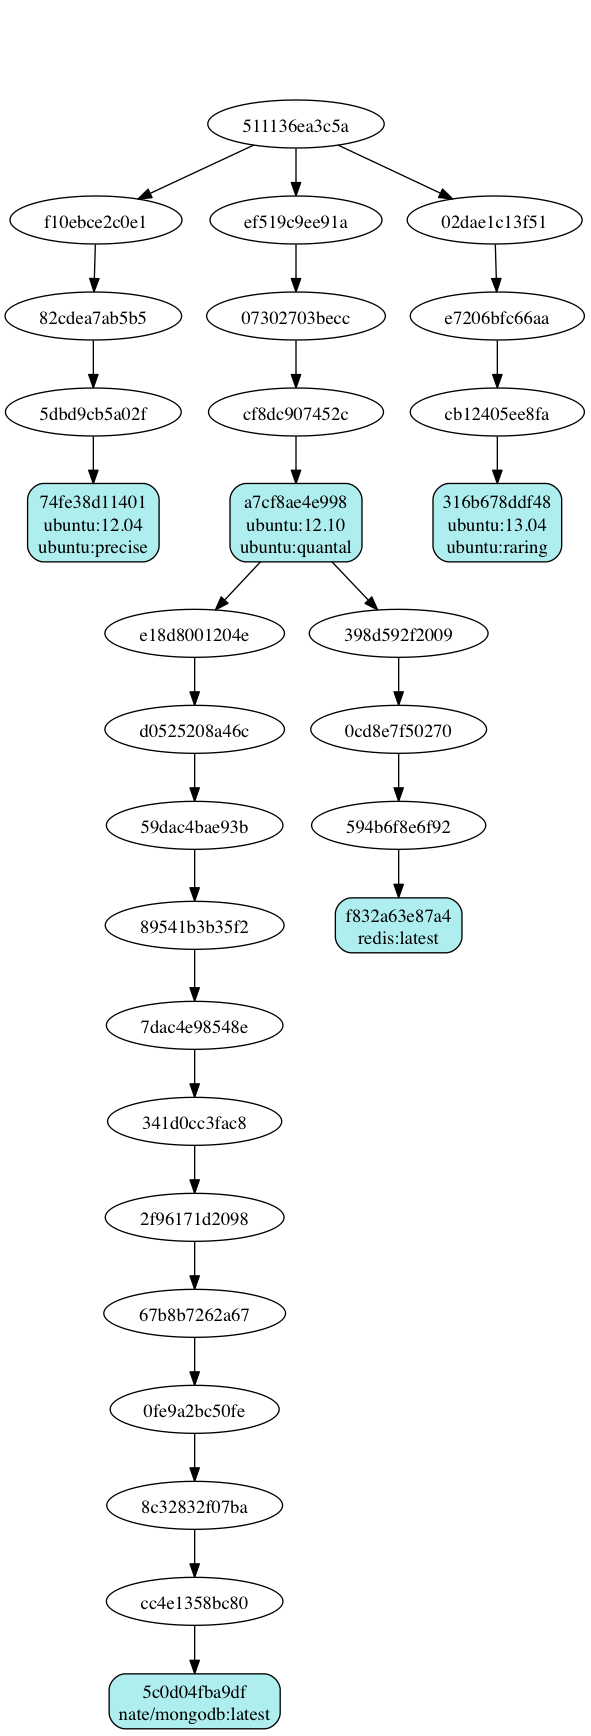 511136ea3c5a
f10ebce2c0e1
ef519c9ee91a
02dae1c13f51
82cdea7ab5b5
07302703becc
e7206bfc66aa
5dbd9cb5a02f
cf8dc907452c
cb12405ee8fa
74fe38d11401
ubuntu:12.04
ubuntu:precise
a7cf8ae4e998
ubuntu:12.10
ubuntu:quantal
316b678ddf48
ubuntu:13.04
ubuntu:raring
e18d8001204e
398d592f2009
d0525208a46c
0cd8e7f50270
59dac4bae93b
594b6f8e6f92
89541b3b35f2
f832a63e87a4
redis:latest
7dac4e98548e
341d0cc3fac8
2f96171d2098
67b8b7262a67
0fe9a2bc50fe
8c32832f07ba
cc4e1358bc80
5c0d04fba9df
nate/mongodb:latest